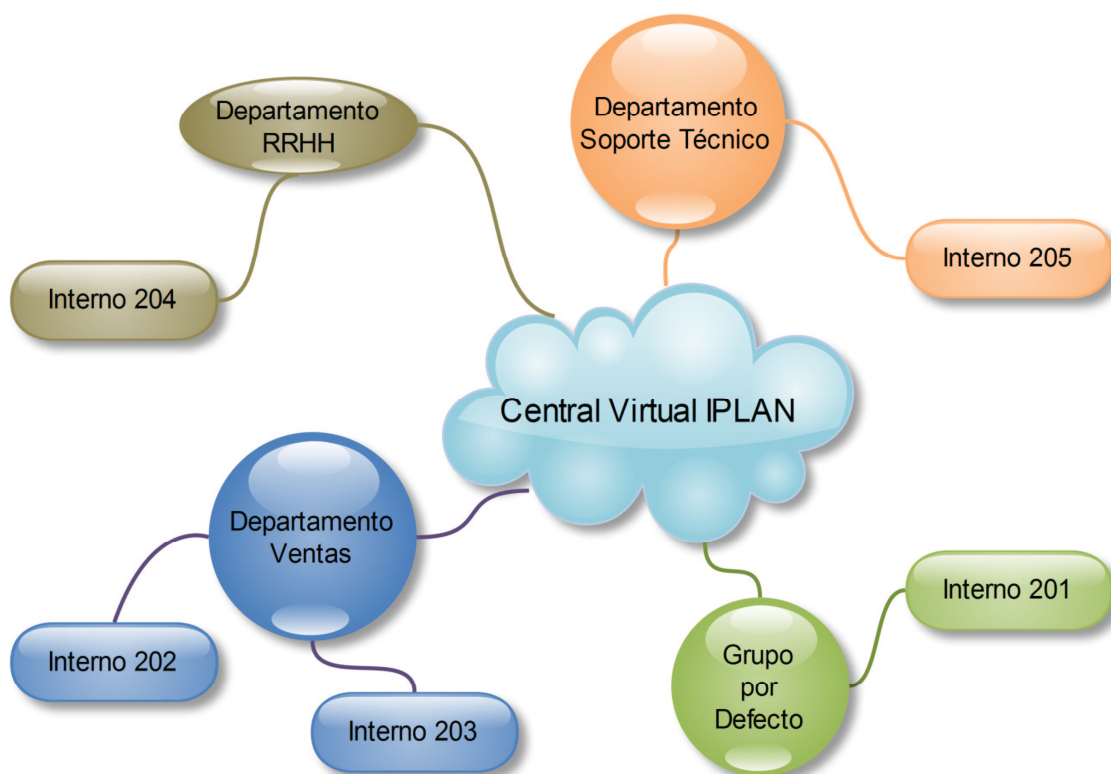 Departamento
RRHH
Departamento
Soporte Técnico
Interno 204
Interno 205
Central Virtual IPLAN
Departamento
Ventas
Interno 202
Interno 203
Interno 201
Grupo
por
Defecto